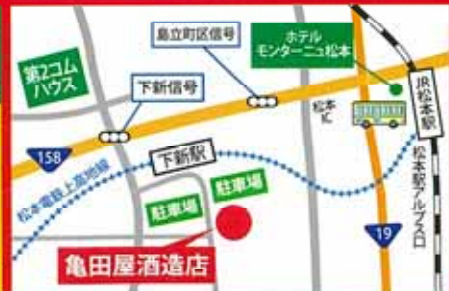 島立町区信号
ホテル
モンターニュ松本
第2コム
ハウス
下新信号
松本
IC
JR松本駅
158
下新駅
松本電鉄上高地線
駐車場
駐車場
松本駅アルプス口
19
亀田屋酒造店